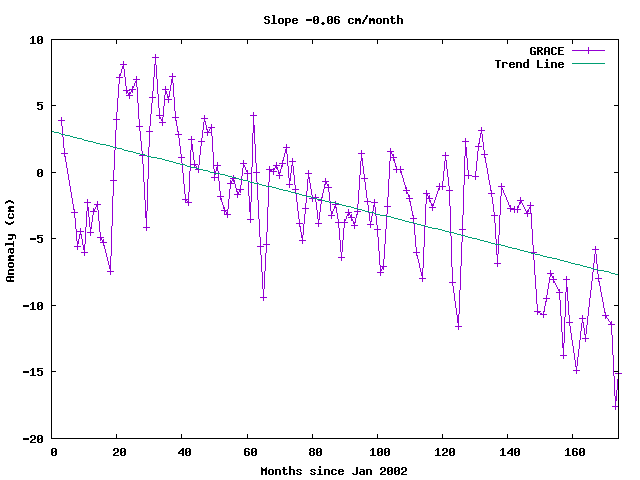 Slope -0.06 cm/month
GRACE
Trend Line
10
5
0
-5
-10
-15
-20
Anomaly (cm)
0 20 40 60 80 100 120 140 160
Months since Jan 2002